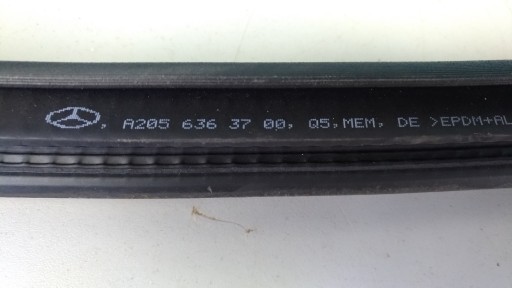 , A205 636 37 00, Q5, MEM, DE >EPDM+AL